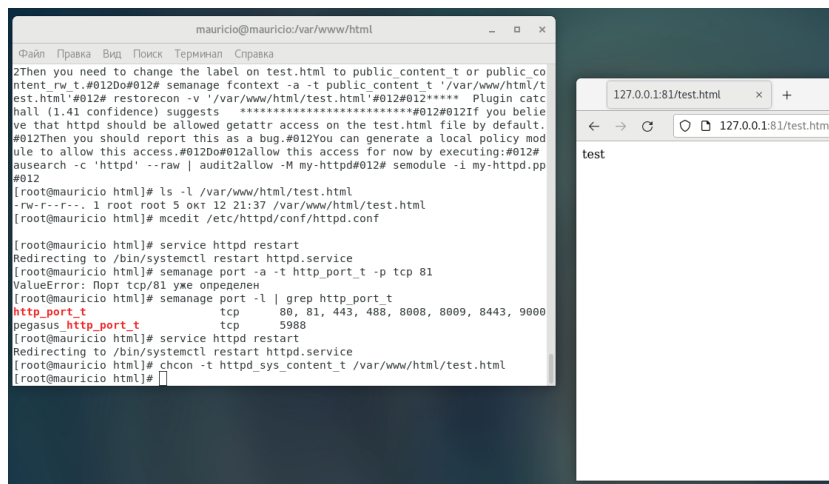 mauricio@mauricio:/var/www/html
Файл Правка Вид Поиск Терминал Справка
2Then you need to change the label on test.html to public_content_t or public_co
ntent_rw_t.#012Do#012# semanage fcontext -a -t public_content_t '/var/www/html/t
est.html'#012# restorecon -v '/var/www/html/test.html'#012#012***** Plugin catc
hall (1.41 confidence) suggests **************************#012#012If you belie
ve that httpd should be allowed getattr access on the test.html file by default.
#012Then you should report this as a bug.#012You can generate a local policy mod
ule to allow this access.#012Do#012allow this access for now by executing:#012#
ausearch -c 'httpd' --raw | audit2allow -M my-httpd#012# semodule -i my-httpd.pp
#012
[root@mauricio html]# ls -l /var/www/html/test.html
-rw-r--r--. 1 root root 5 окт 12 21:37 /var/www/html/test.html
[root@mauricio html]# mcedit /etc/httpd/conf/httpd.conf
[root@mauricio html]# service httpd restart
Redirecting to /bin/systemctl restart httpd.service
[root@mauricio html]# semanage port -a -t http_port_t -p tcp 81
ValueError: Порт tcp/81 уже определен
[root@mauricio html]# semanage port -l | grep http_port_t
http_port_t tcp 80, 81, 443, 488, 8008, 8009, 8443, 9000
pegasus_http_port_t tcp 5988
[root@mauricio html]# service httpd restart
Redirecting to /bin/systemctl restart httpd.service
[root@mauricio html]# chcon -t httpd_sys_content_t /var/www/html/test.html
[root@mauricio html]#
127.0.0.1:81/test.html
127.0.0.1:81/test.htm
test